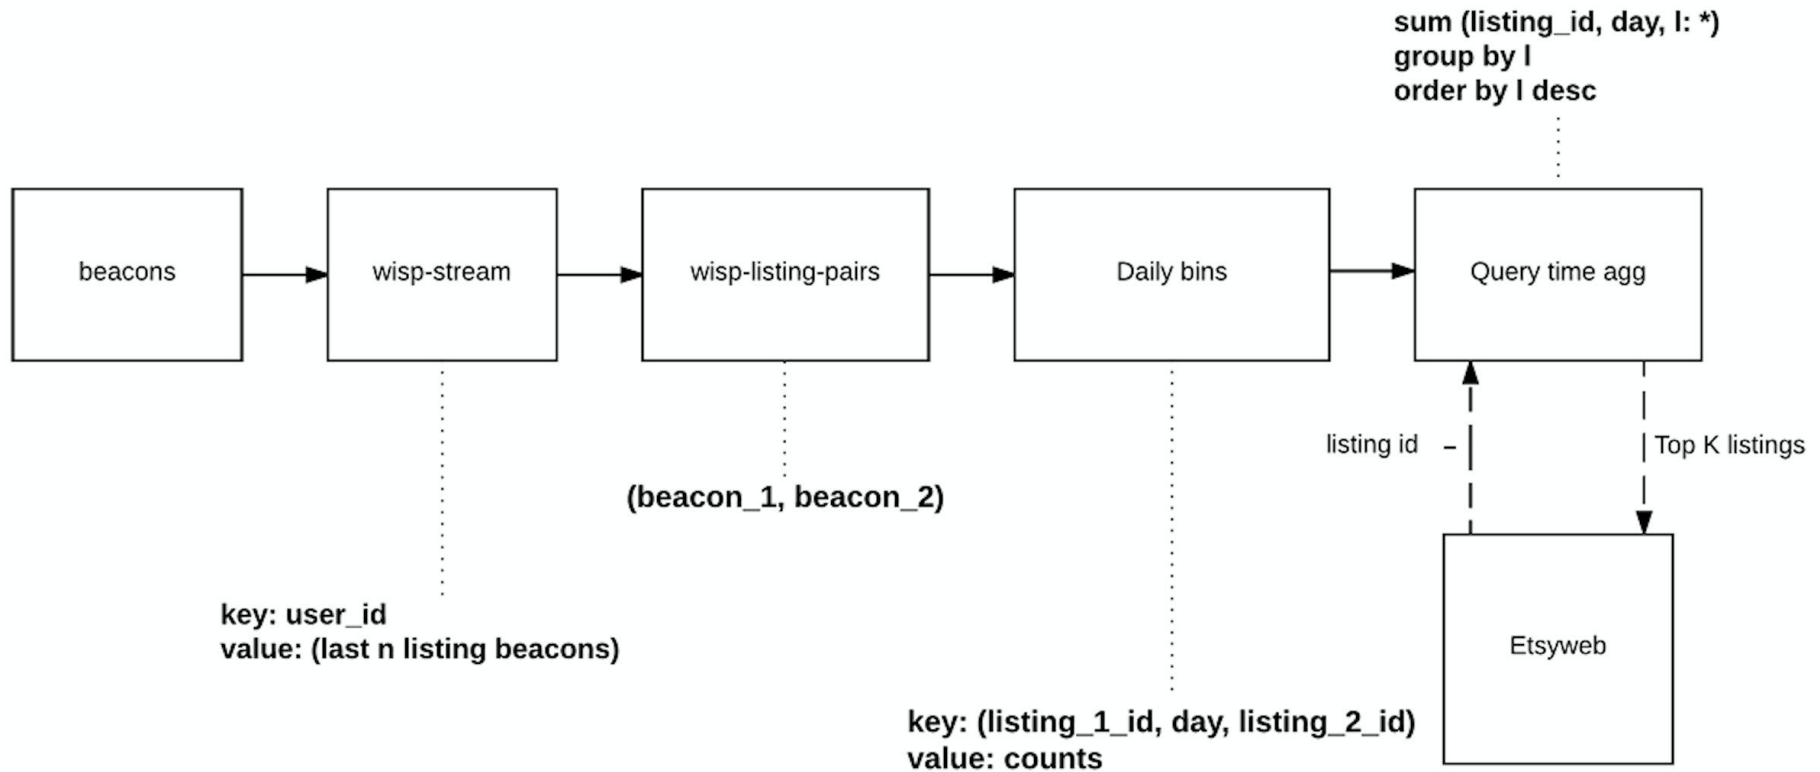 sum (listing_id, day, l: *)
group by l
order by l desc
beacons
wisp-stream
wisp-listing-pairs
Daily bins
Query time agg
listing id
Top K listings
(beacon_1, beacon_2)
key: user_id
value: (last n listing beacons)
Etsyweb
key: (listing_1_id, day, listing_2_id)
value: counts